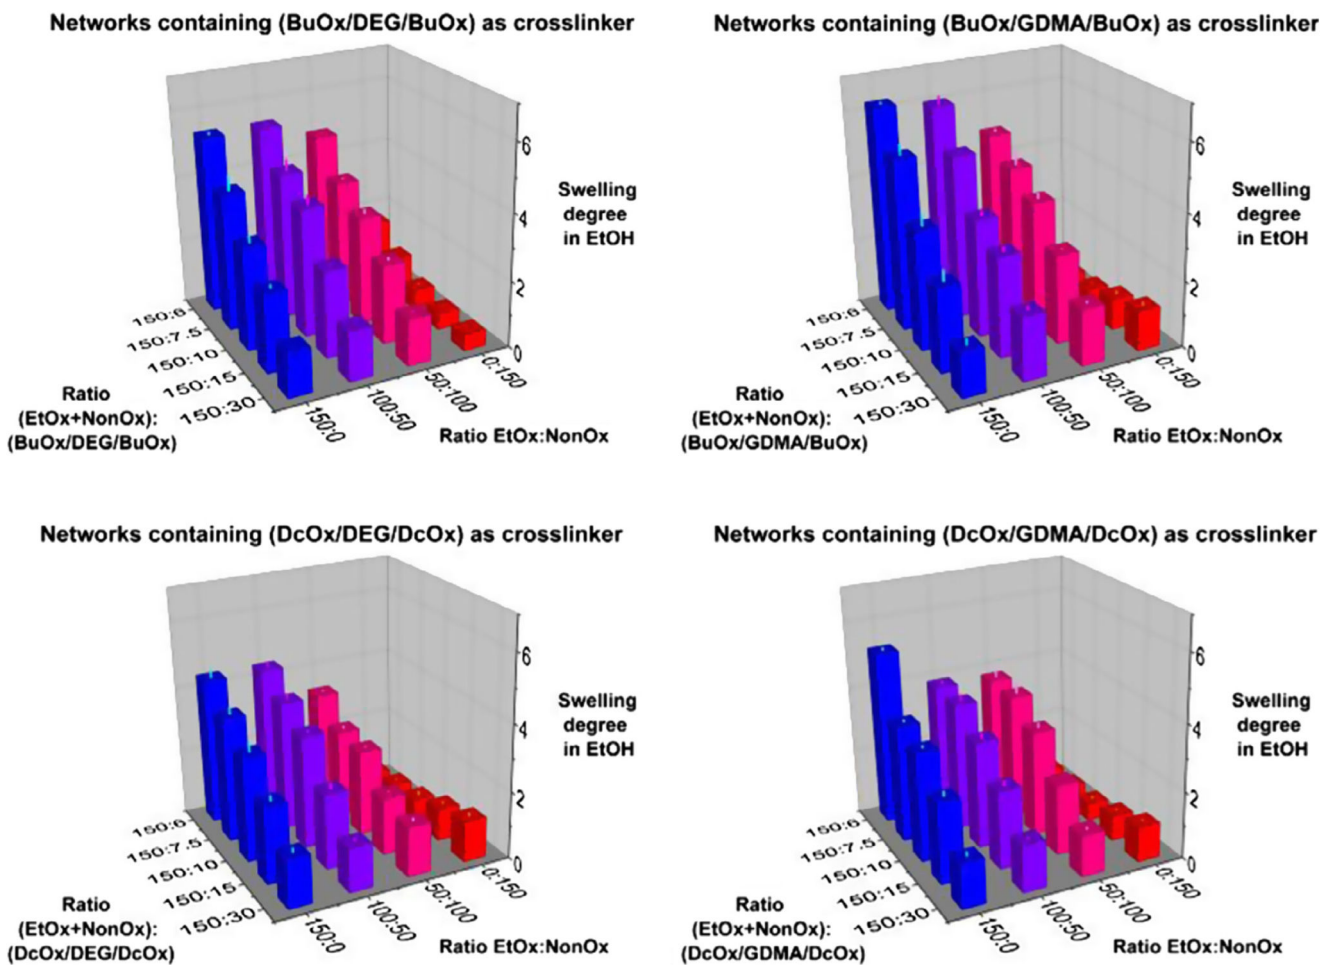 Networks containing (BuOx/DEG/BuOx) as crosslinker
6
4
2
0
Swelling
degree
in EtOH
150:6
150:7.5
150:10
150:15
150:30
Ratio
(EtOx+NonOx):
(BuOx/DEG/BuOx)
150:0
100:50
50:100
0:150
Ratio EtOx:NonOx
Networks containing (BuOx/GDMA/BuOx) as crosslinker
6
4
2
0
Swelling
degree
in EtOH
150:6
150:7.5
150:10
150:15
150:30
Ratio
(EtOx+NonOx):
(BuOx/GDMA/BuOx)
150:0
100:50
50:100
0:150
Ratio EtOx:NonOx
Networks containing (DcOx/DEG/DcOx) as crosslinker
6
4
2
0
Swelling
degree
in EtOH
150:6
150:7.5
150:10
150:15
150:30
Ratio
(EtOx+NonOx):
(DcOx/DEG/DcOx)
150:0
100:50
50:100
0:150
Ratio EtOx:NonOx
Networks containing (DcOx/GDMA/DcOx) as crosslinker
6
4
2
0
Swelling
degree
in EtOH
150:6
150:7.5
150:10
150:15
150:30
Ratio
(EtOx+NonOx):
(DcOx/GDMA/DcOx)
150:0
100:50
50:100
0:150
Ratio EtOx:NonOx